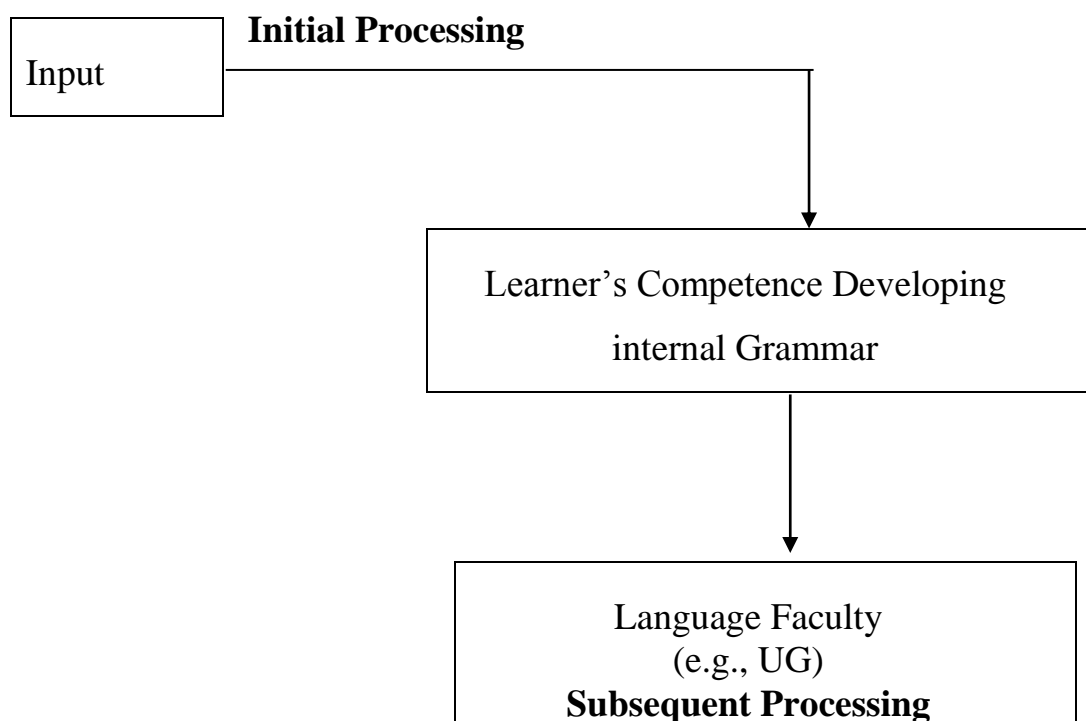 Initial Processing
Input
Learner’s Competence Developing
internal Grammar
Language Faculty
(e.g., UG)
Subsequent Processing